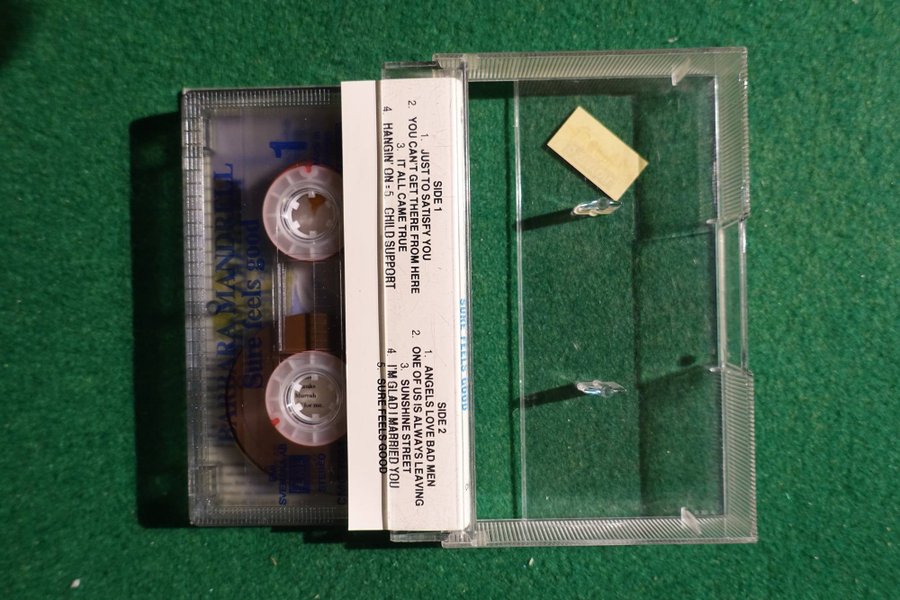 SIDE 1
1. JUST TO SATISFY YOU
2. YOU CAN'T GET THERE FROM HERE
3. IT ALL CAME TRUE
4. HANGIN' ON · 5. CHILD SUPPORT
SIDE 2
1. ANGELS LOVE BAD MEN
2. ONE OF US IS ALWAYS LEAVING
3. SUNSHINE STREET
4. I'M GLAD I MARRIED YOU
5. SURE FEELS GOOD
SURE FEELS GOOD
1
BARBARA MANDRELL
Sure feels good
Murrah